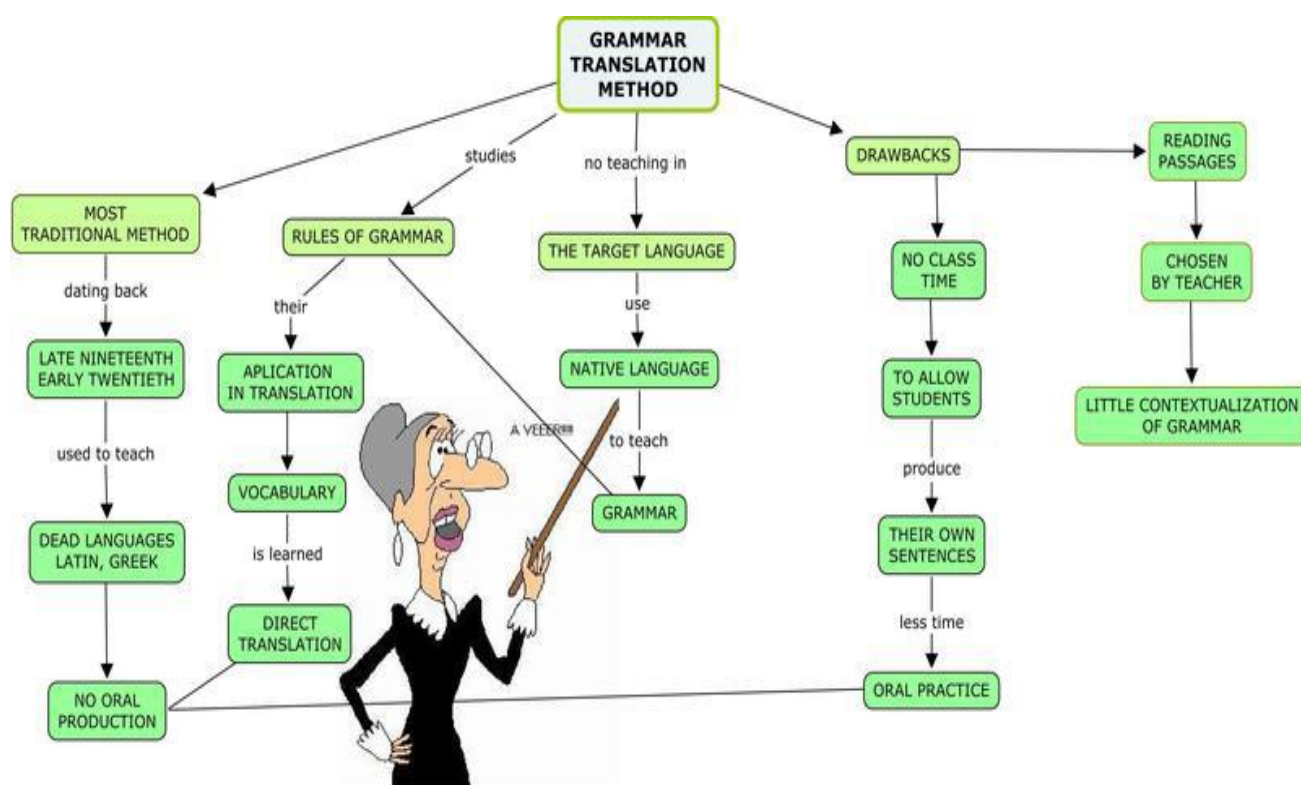 GRAMMAR
TRANSLATION
METHOD
studies
no teaching in
DRAWBACKS
READING
PASSAGES
MOST
TRADITIONAL METHOD
RULES OF GRAMMAR
THE TARGET LANGUAGE
NO CLASS
TIME
CHOSEN
BY TEACHER
dating back
their
use
LATE NINETEENTH
EARLY TWENTIETH
APLICATION
IN TRANSLATION
NATIVE LANGUAGE
TO ALLOW
STUDENTS
LITTLE CONTEXTUALIZATION
OF GRAMMAR
used to teach
A VEEER!!!!
to teach
produce
VOCABULARY
GRAMMAR
DEAD LANGUAGES
LATIN, GREEK
is learned
THEIR OWN
SENTENCES
DIRECT
TRANSLATION
less time
NO ORAL
PRODUCTION
ORAL PRACTICE